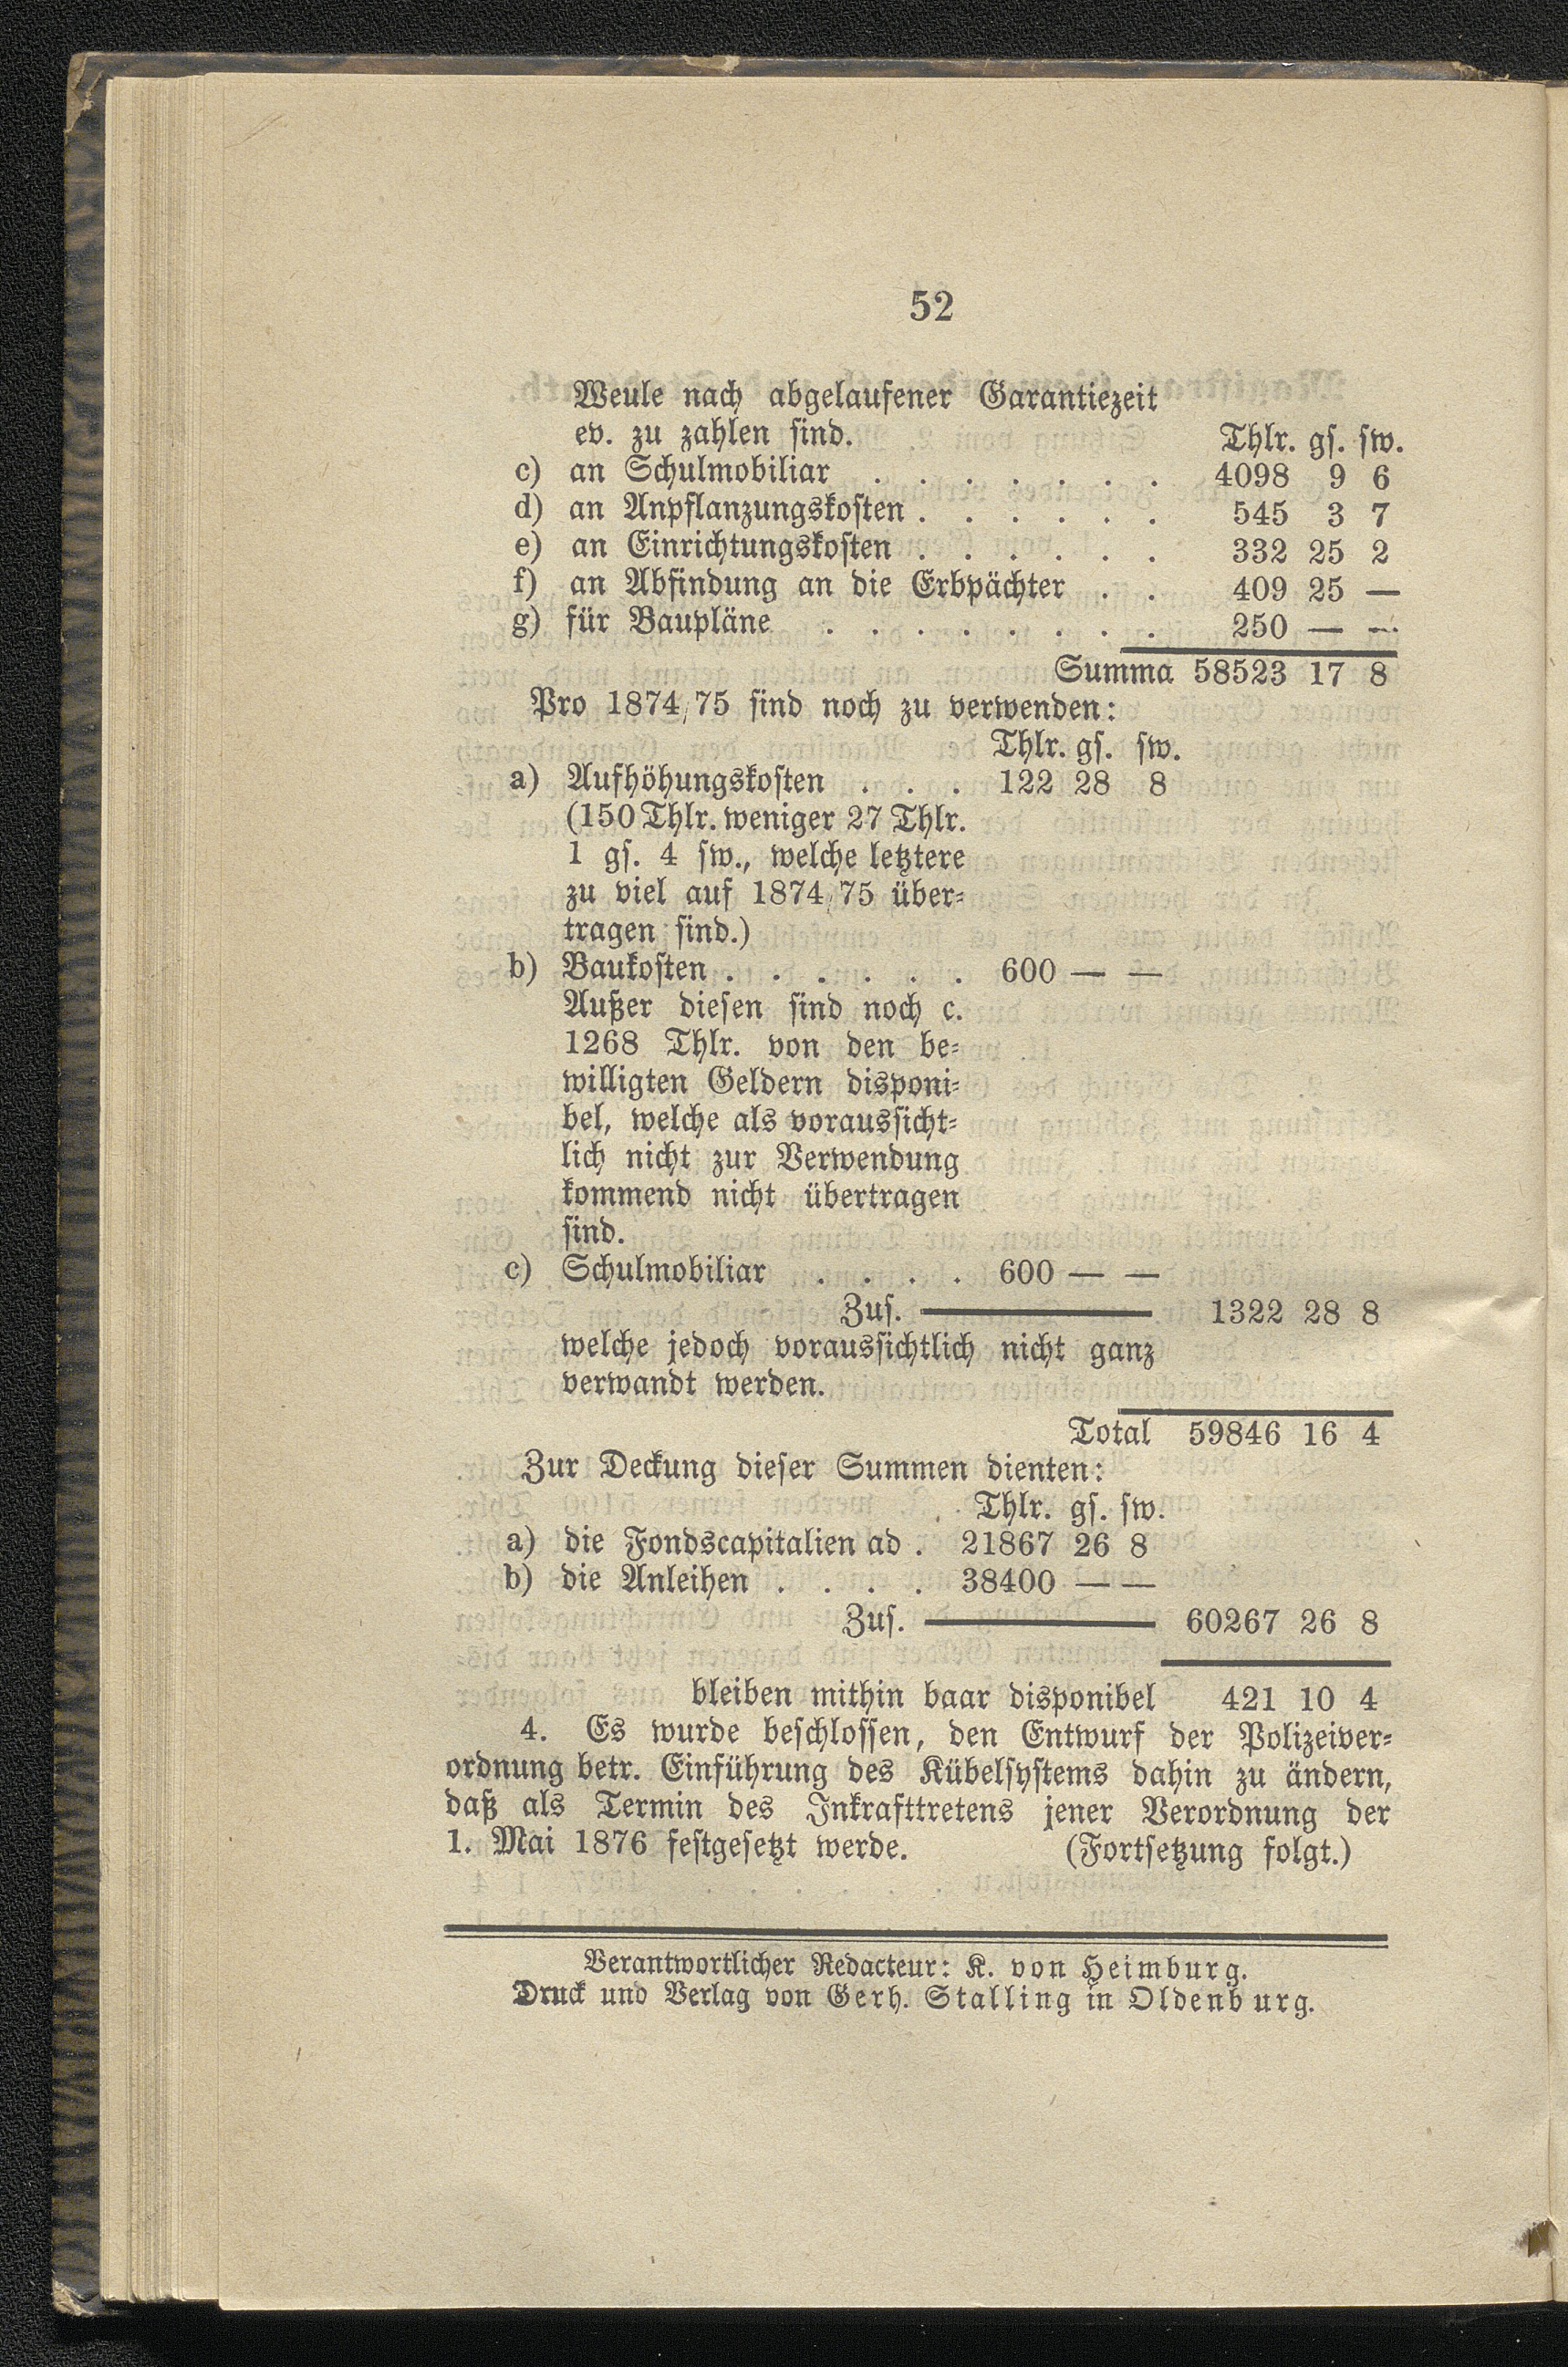 52
Weule nach abgelaufener Garantiezeit
ev. zu zahlen sind. Thlr. gs. sw.
c) an Schulmobiliar . . . . . . . 4098 9 6
d) an Anpflanzungskosten . . . . . . 545 3 7
e) an Einrichtungskosten . . . . . . 332 25 2
f) an Abfindung an die Erbpächter . . 409 25 —
g) für Baupläne . . . . . . . . 250 — —
Summa 58523 17 8
Pro 1874/75 sind noch zu verwenden:
Thlr. gs. sw.
a) Aufhöhungskosten . . . 122 28 8
(150 Thlr. weniger 27 Thlr.
1 gs. 4 sw., welche letztere
zu viel auf 1874/75 über-
tragen sind.)
b) Baukosten . . . . . . 600 — —
Außer diesen sind noch c.
1268 Thlr. von den be-
willigten Geldern disponi-
bel, welche als voraussicht-
lich nicht zur Verwendung
kommend nicht übertragen
sind.
c) Schulmobiliar . . . . 600 — —
Zus. 1322 28 8
welche jedoch voraussichtlich nicht ganz
verwandt werden.
Total 59846 16 4
Zur Deckung dieser Summen dienten:
Thlr. gs. sw.
a) die Fondscapitalien ad . 21867 26 8
b) die Anleihen . . . . 38400 — —
Zus. 60267 26 8
bleiben mithin baar disponibel 421 10 4
4. Es wurde beschlossen, den Entwurf der Polizeiver-
ordnung betr. Einführung des Kübelsystems dahin zu ändern,
daß als Termin des Inkrafttretens jener Verordnung der
1. Mai 1876 festgesetzt werde. (Fortsetzung folgt.)
Verantwortlicher Redacteur: K. von Heimburg.
Druck und Verlag von Gerh. Stalling in Oldenburg.